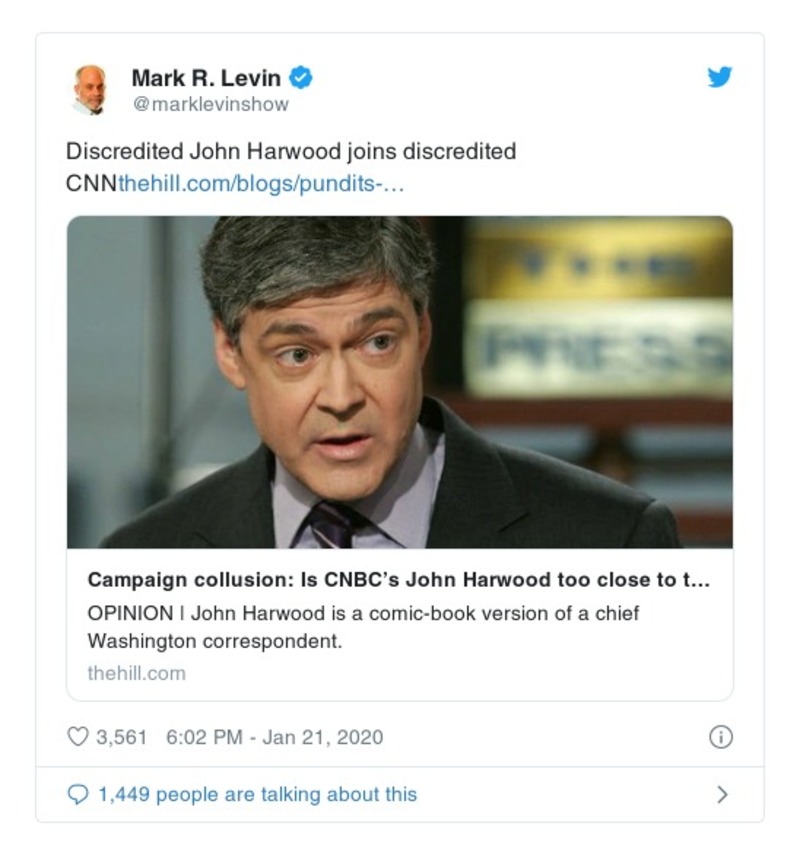 Mark R. Levin
@marklevinshow
Discredited John Harwood joins discredited
CNNthehill.com/blogs/pundits-…
PRESS
Campaign collusion: Is CNBC’s John Harwood too close to t...
OPINION | John Harwood is a comic-book version of a chief
Washington correspondent.
thehill.com
3,561 6:02 PM - Jan 21, 2020
1,449 people are talking about this